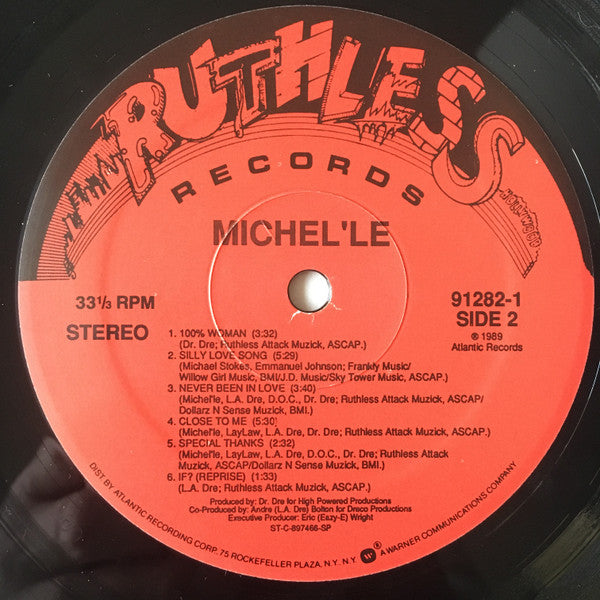 RUTHLESS
HOLLYWOOD
RECORDS
MICHEL'LE
33 1/3 RPM
STEREO
91282-1
SIDE 2
℗ 1989
Atlantic Records
1. 100% WOMAN (3:32)
(Dr. Dre; Ruthless Attack Muzick, ASCAP.)
2. SILLY LOVE SONG (5:29)
(Michael Stokes, Emmanuel Johnson; Frankly Music/
Willow Girl Music, BMI/J.D. Music/Sky Tower Music, ASCAP.)
3. NEVER BEEN IN LOVE (3:40)
(Michel'le, L.A. Dre, D.O.C., Dr. Dre; Ruthless Attack Muzick, ASCAP/
Dollarz N Sense Muzick, BMI.)
4. CLOSE TO ME (5:30)
(Michel'le, LayLaw, L.A. Dre, Dr. Dre; Ruthless Attack Muzick, ASCAP.)
5. SPECIAL THANKS (2:32)
(Michel'le, LayLaw, L.A. Dre, D.O.C., Dr. Dre; Ruthless Attack
Muzick, ASCAP/Dollarz N Sense Muzick, BMI.)
6. IF? (REPRISE) (1:33)
(L.A. Dre; Ruthless Attack Muzick, ASCAP.)
Produced by: Dr. Dre for High Powered Productions
Co-Produced by: Andre (L.A. Dre) Bolton for Dreco Productions
Executive Producer: Eric (Eazy-E) Wright
ST-C-897466-SP
DIST. BY ATLANTIC RECORDING CORP. 75 ROCKEFELLER PLAZA, N.Y. N.Y. W ® A WARNER COMMUNICATIONS COMPANY